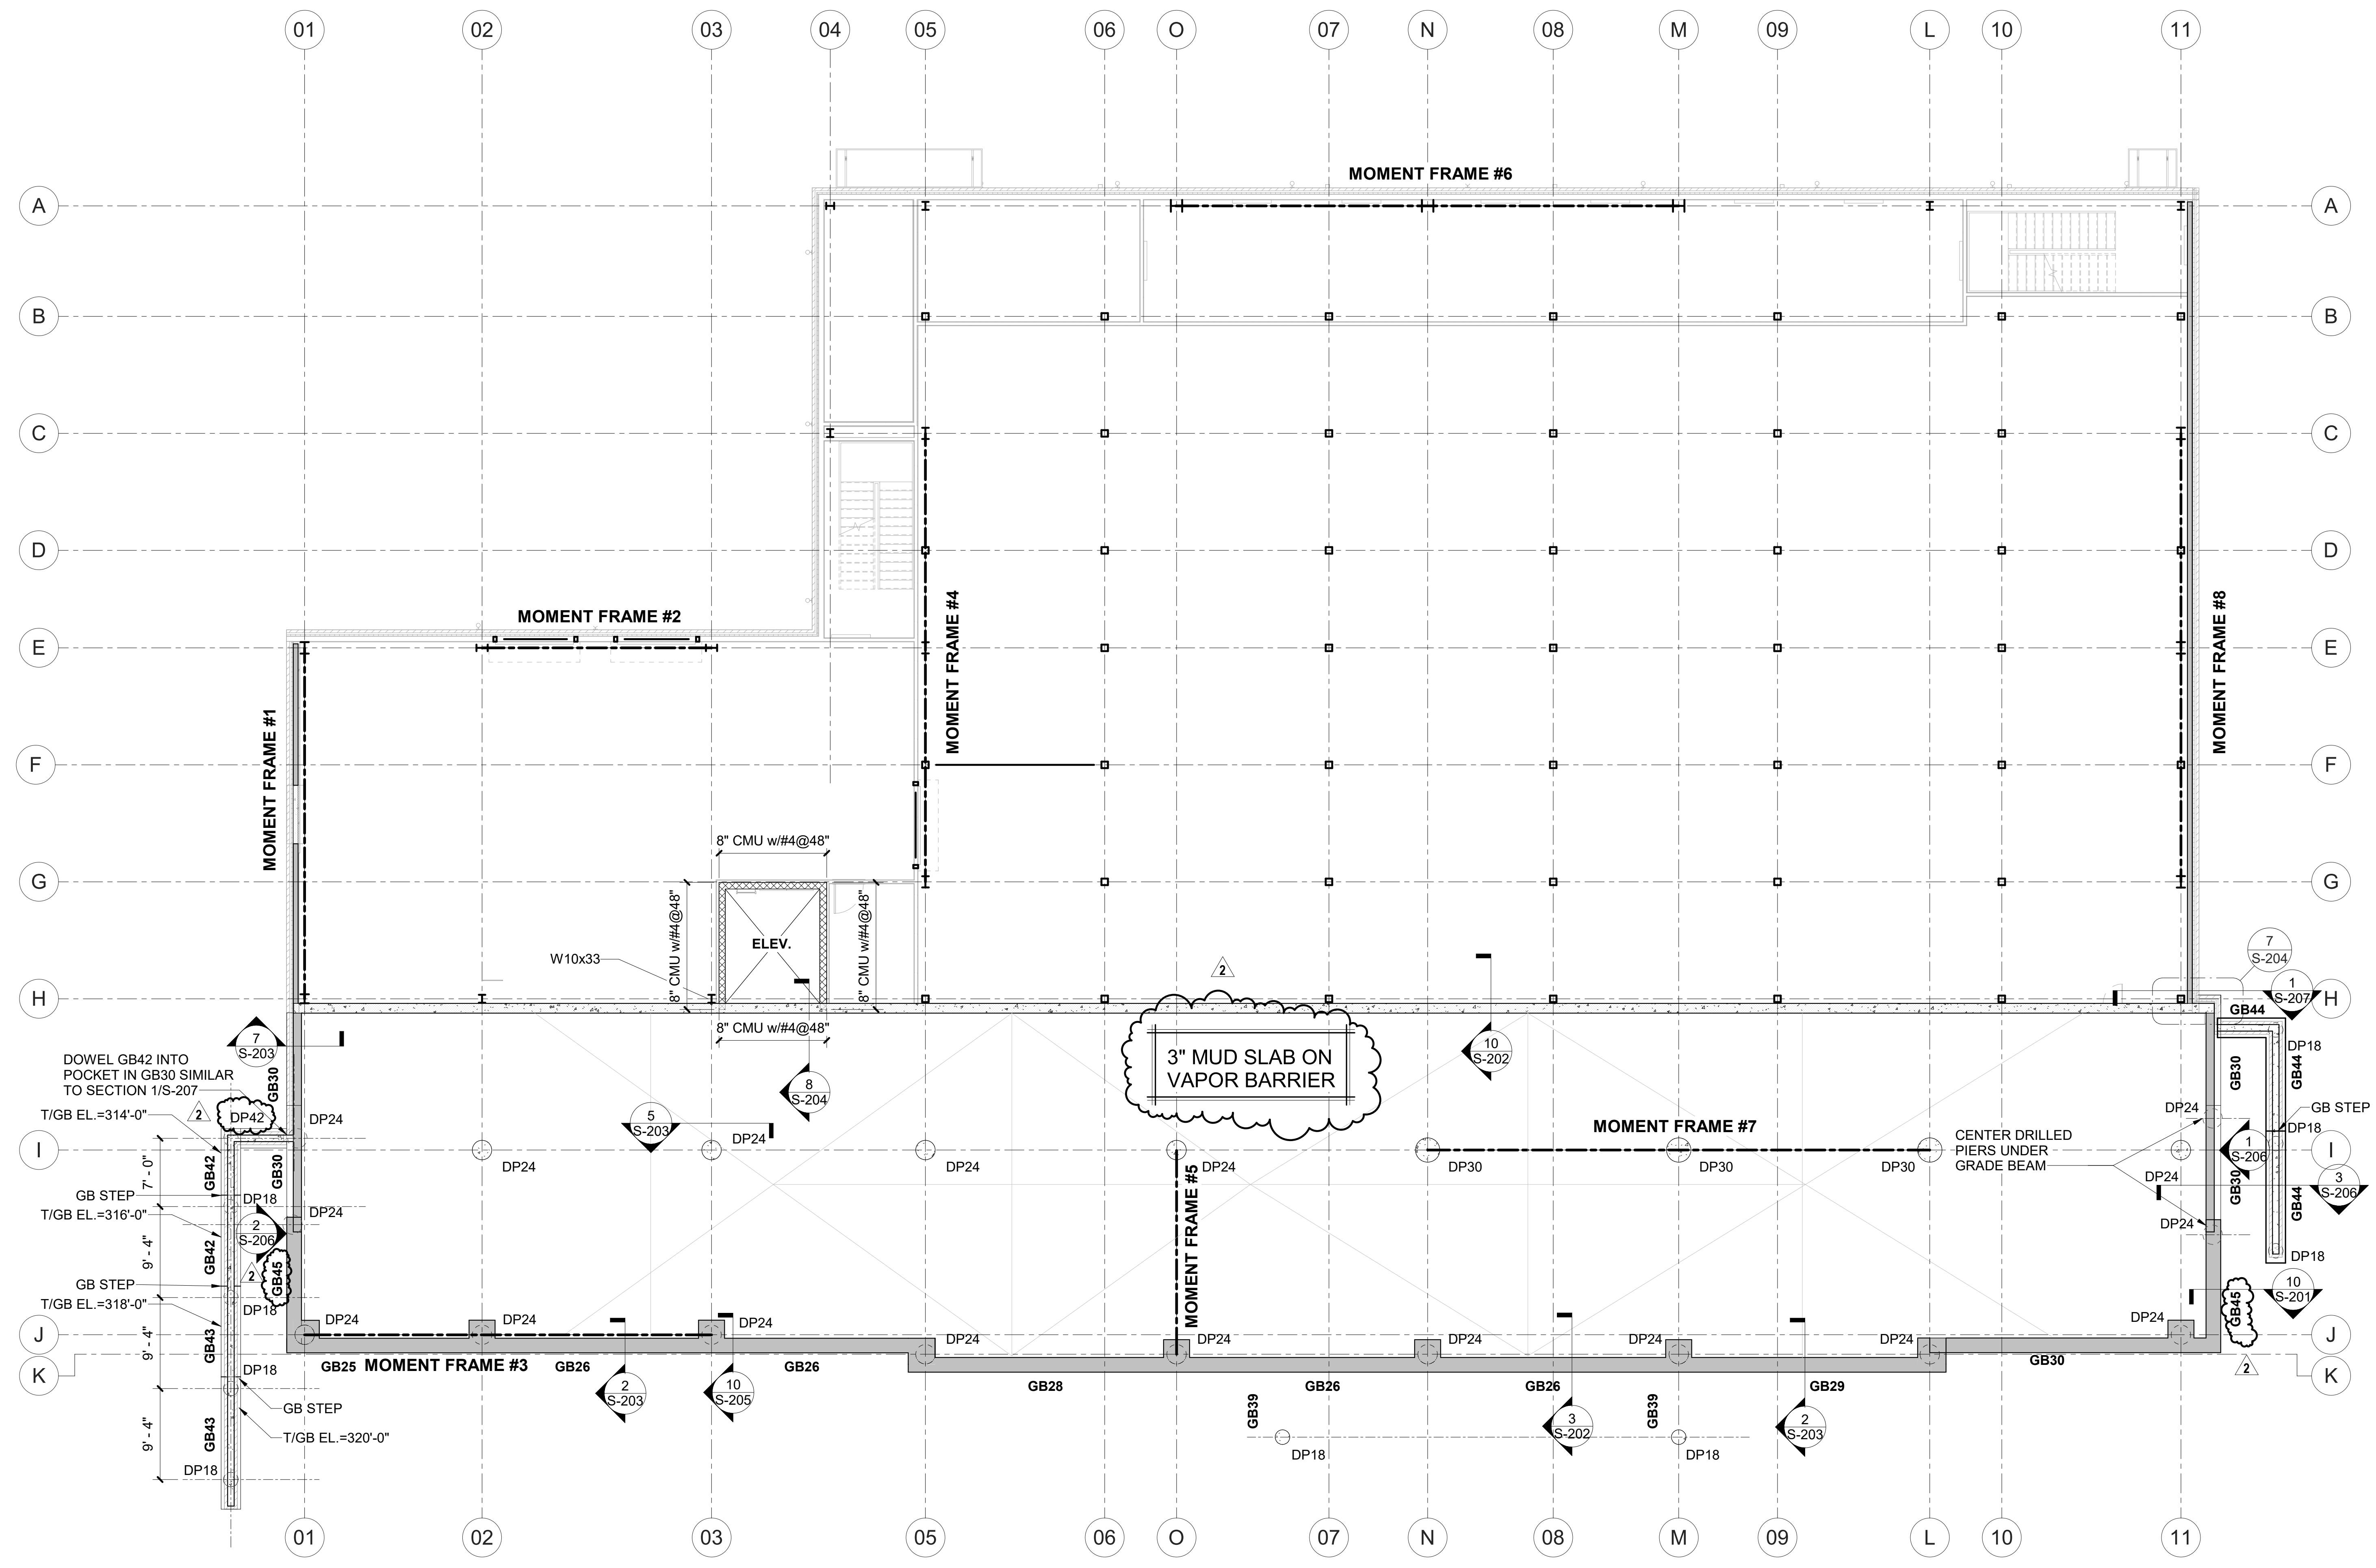 01 02 03 04 05 06 O 07 N 08 M 09 L 10 11
MOMENT FRAME #6
A A
B B
C C
D D
MOMENT FRAME #2
E E
MOMENT FRAME #4
MOMENT FRAME #8
MOMENT FRAME #1
F F
8" CMU w/#4@48"
G G
8" CMU w/#4@48"
8" CMU w/#4@48"
ELEV.
W10x33
7
S-204
H H
1
S-207
GB44
2
8" CMU w/#4@48"
7
S-203
10
S-202
3" MUD SLAB ON
VAPOR BARRIER
DP18
DOWEL GB42 INTO
POCKET IN GB30 SIMILAR
TO SECTION 1/S-207
GB30
GB30
GB44
8
S-204
T/GB EL.=314'-0"
2
DP42
DP24
5
S-203
DP24
MOMENT FRAME #7
DP24
GB STEP
DP18
CENTER DRILLED
PIERS UNDER
GRADE BEAM
I I
1
S-206
7' - 0"
GB42
GB30
DP24
DP24
DP24
DP30
DP30
DP30
DP24
GB30
3
S-206
GB STEP
DP18
T/GB EL.=316'-0"
DP24
DP24
GB44
2
S-206
MOMENT FRAME #5
9' - 4"
GB42
2
GB45
DP18
GB STEP
10
S-201
GB45
T/GB EL.=318'-0"
DP18
DP24
DP24
DP24
DP24
J J
9' - 4"
GB43
DP24
DP24
DP24
DP24
DP24
GB25
MOMENT FRAME #3
GB26
GB26
GB30
2
DP18
K K
GB28
GB26
GB26
GB29
2
S-203
10
S-205
GB STEP
9' - 4"
GB43
T/GB EL.=320'-0"
GB39
GB39
3
S-202
2
S-203
DP18
DP18
DP18
01 02 03 05 06 O 07 N 08 M 09 L 10 11